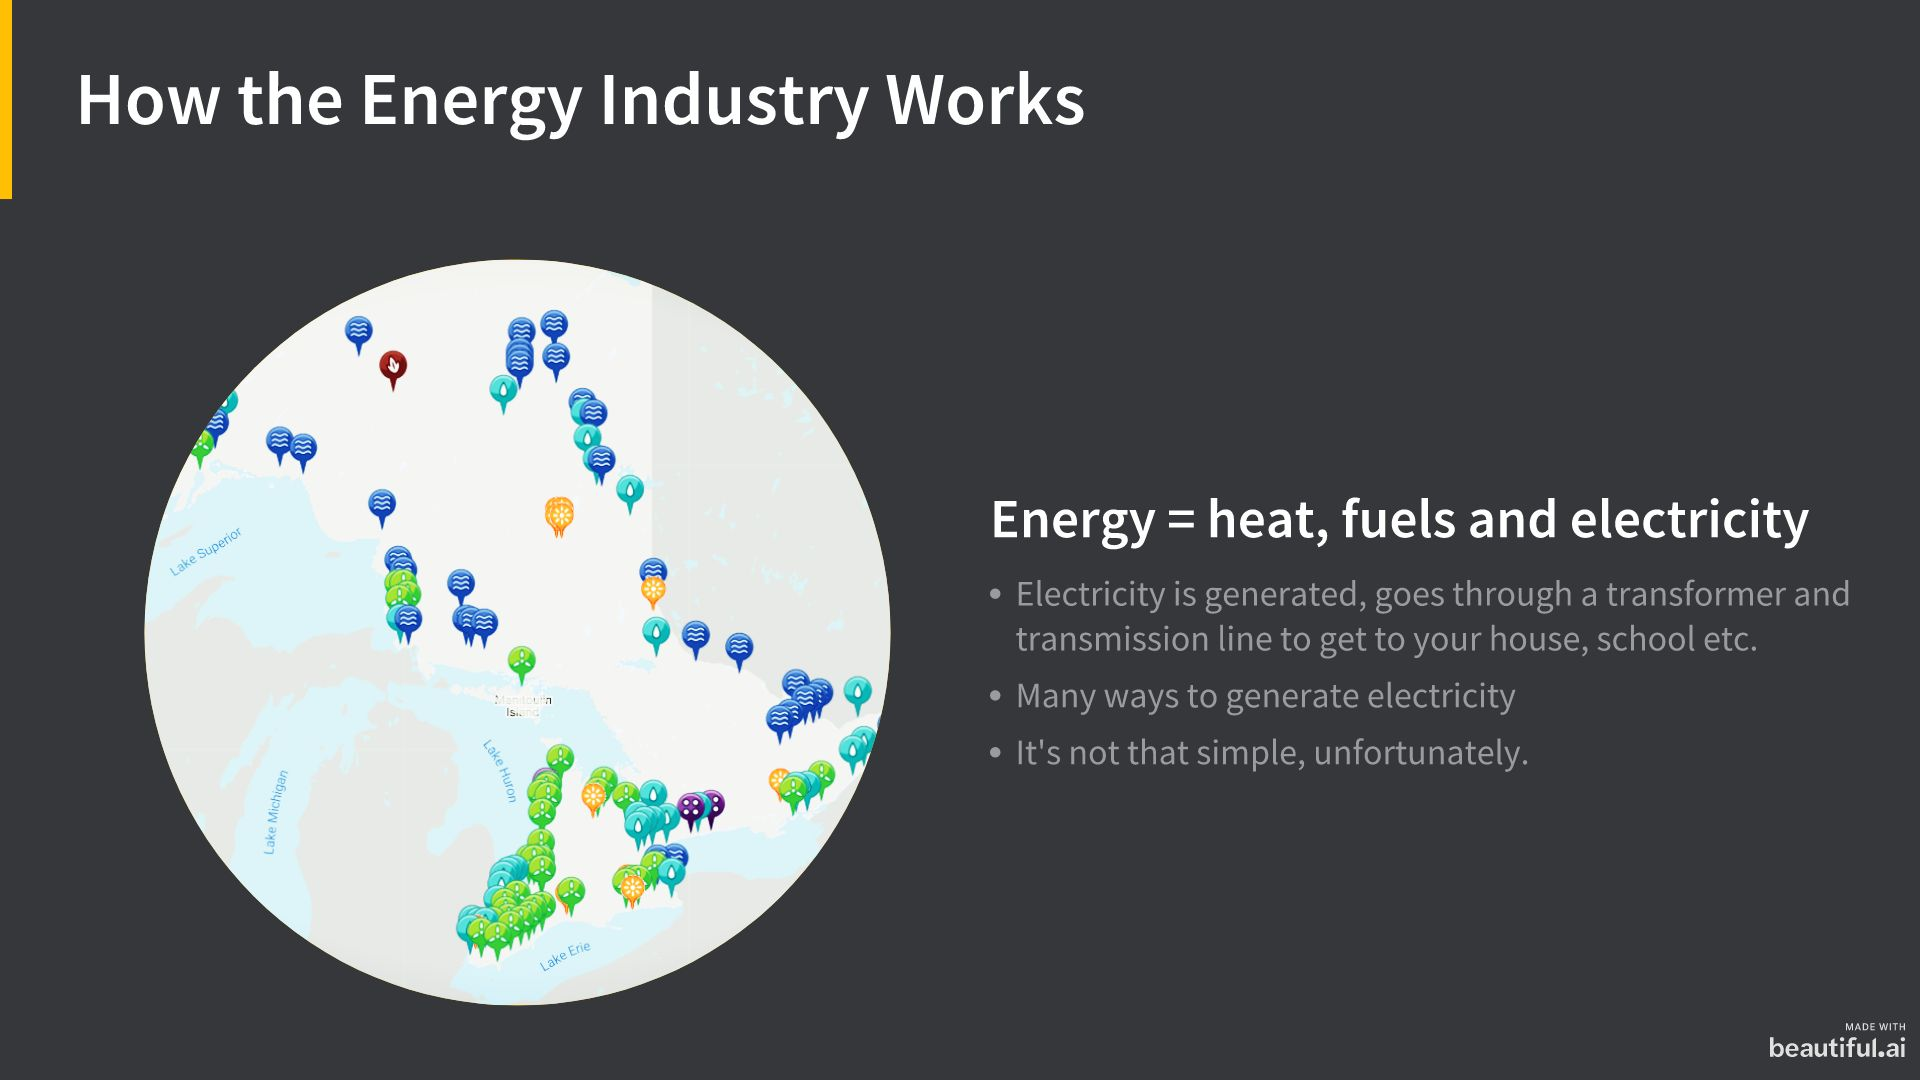 How the Energy Industry Works
Lake Superior
Manitoulin
Island
Lake Huron
Lake Michigan
Lake Erie
Energy = heat, fuels and electricity
• Electricity is generated, goes through a transformer and
transmission line to get to your house, school etc.
• Many ways to generate electricity
• It's not that simple, unfortunately.
MADE WITH
beautiful.ai